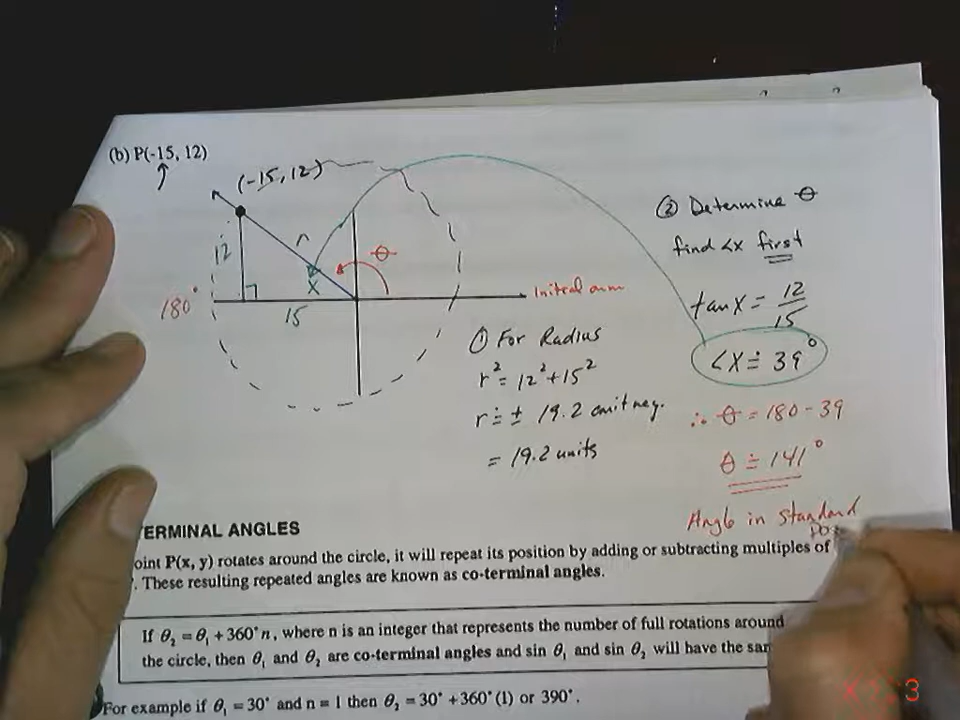 (b) P(-15, 12)
(-15, 12)
12
r
θ
x
180°
15
Initial arm
① For Radius
r² = 12² + 15²
r ≐ ± 19.2 omit neg.
= 19.2 units
② Determine θ
find <x first
tan x = 12/15
<x ≐ 39°
∴ θ = 180 - 39
θ ≐ 141°
Angle in standard
TERMINAL ANGLES
oint P(x, y) rotates around the circle, it will repeat its position by adding or subtracting multiples of
. These resulting repeated angles are known as co-terminal angles.
If θ₂ = θ₁ + 360°n, where n is an integer that represents the number of full rotations around
the circle, then θ₁ and θ₂ are co-terminal angles and sin θ₁ and sin θ₂ will have the sa
For example if θ₁ = 30° and n = 1 then θ₂ = 30° + 360°(1) or 390°.